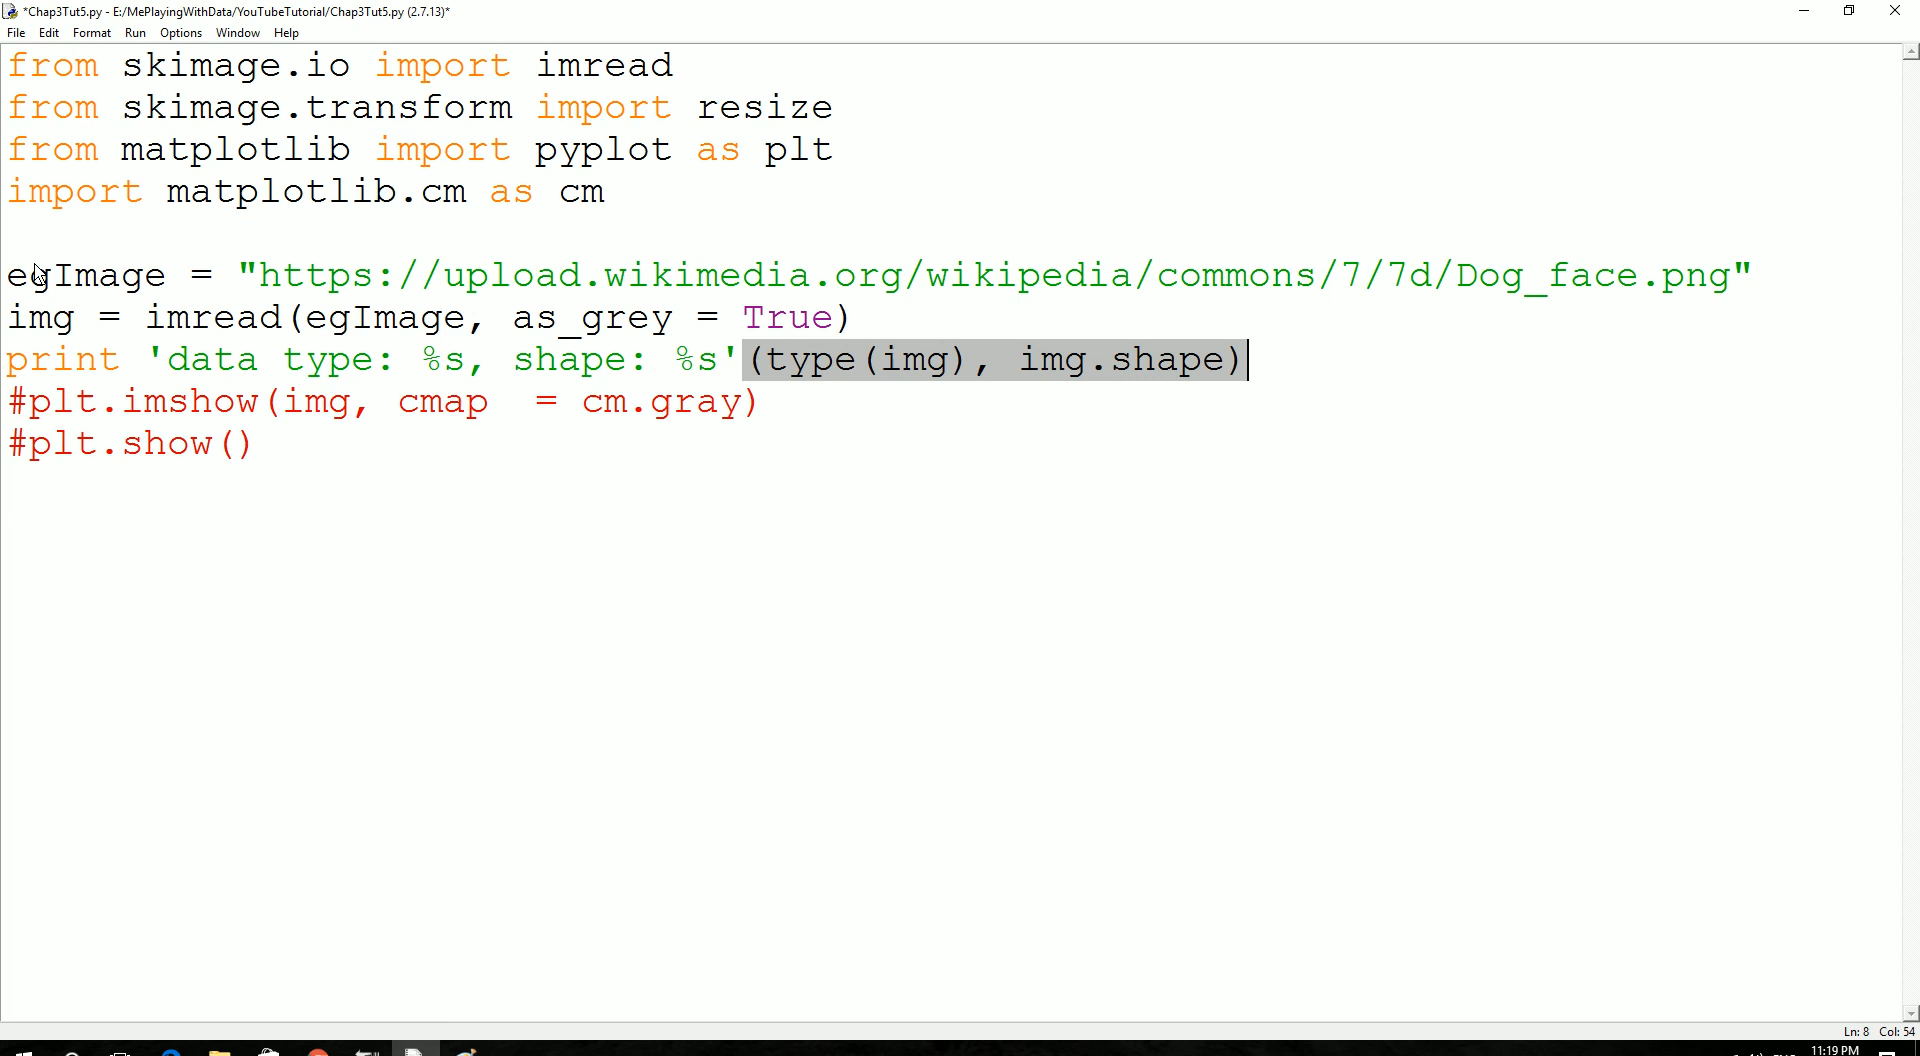 *Chap3Tut5.py - E:/MePlayingWithData/YouTubeTutorial/Chap3Tut5.py (2.7.13)*
File Edit Format Run Options Window Help
from skimage.io import imread
from skimage.transform import resize
from matplotlib import pyplot as plt
import matplotlib.cm as cm
egImage = "https://upload.wikimedia.org/wikipedia/commons/7/7d/Dog_face.png"
img = imread(egImage, as_grey = True)
print 'data type: %s, shape: %s'(type(img), img.shape)
#plt.imshow(img, cmap  = cm.gray)
#plt.show()
Ln: 8 Col: 54
11:19 PM